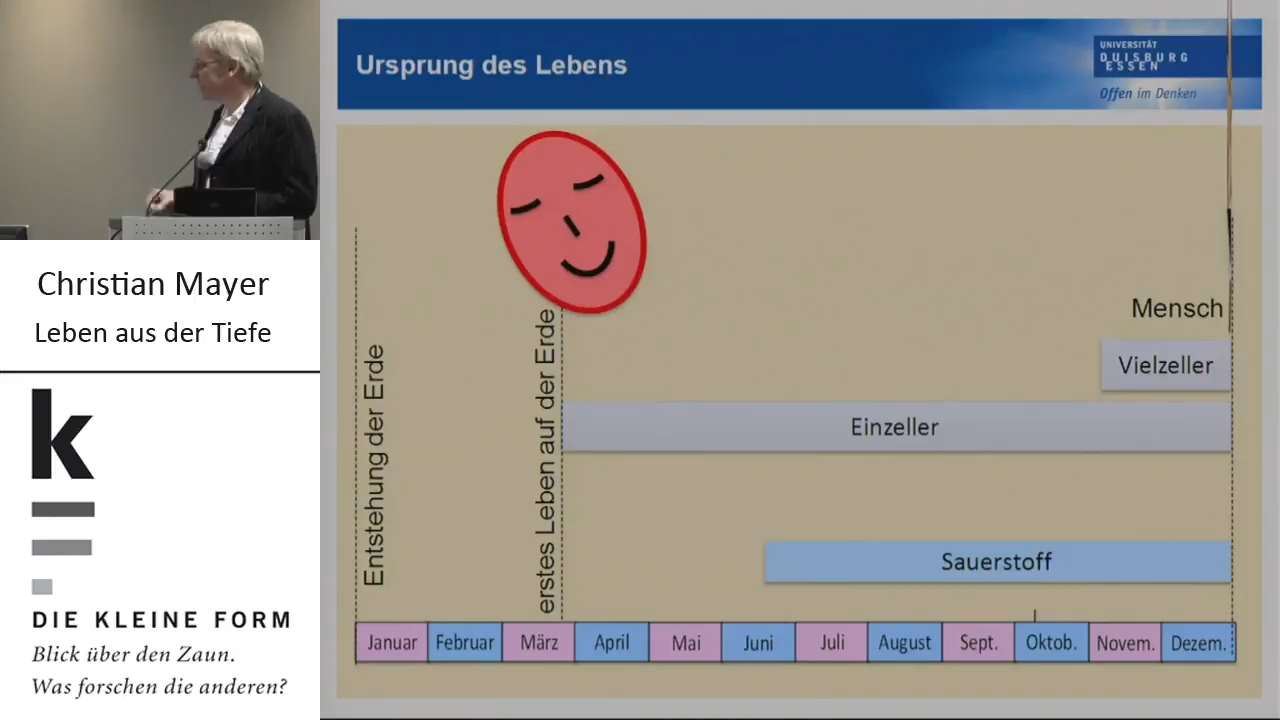 Christian Mayer
Leben aus der Tiefe
k
DIE KLEINE FORM
Blick über den Zaun.
Was forschen die anderen?
Ursprung des Lebens
UNIVERSITÄT
DUISBURG
ESSEN
Offen im Denken
Entstehung der Erde
erstes Leben auf der Erde
Mensch
Vielzeller
Einzeller
Sauerstoff
Januar Februar März April Mai Juni Juli August Sept. Oktob. Novem. Dezem.